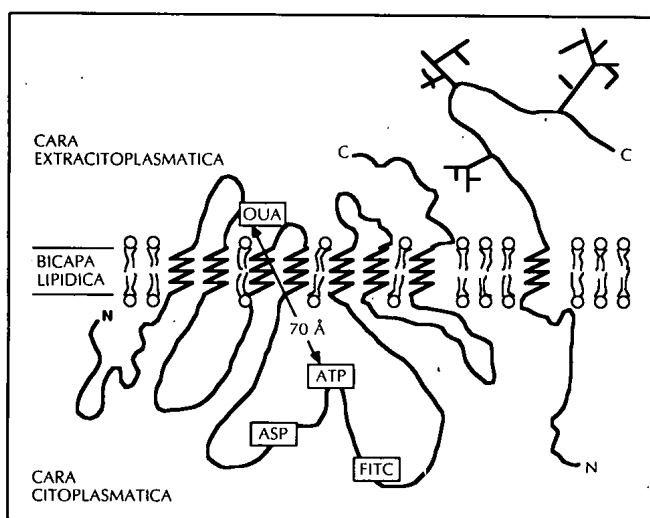 CARA
EXTRACITOPLASMATICA
C
C
OUA
BICAPA
LIPIDICA
N
70 Å
ATP
ASP
FITC
N
CARA
CITOPLASMATICA